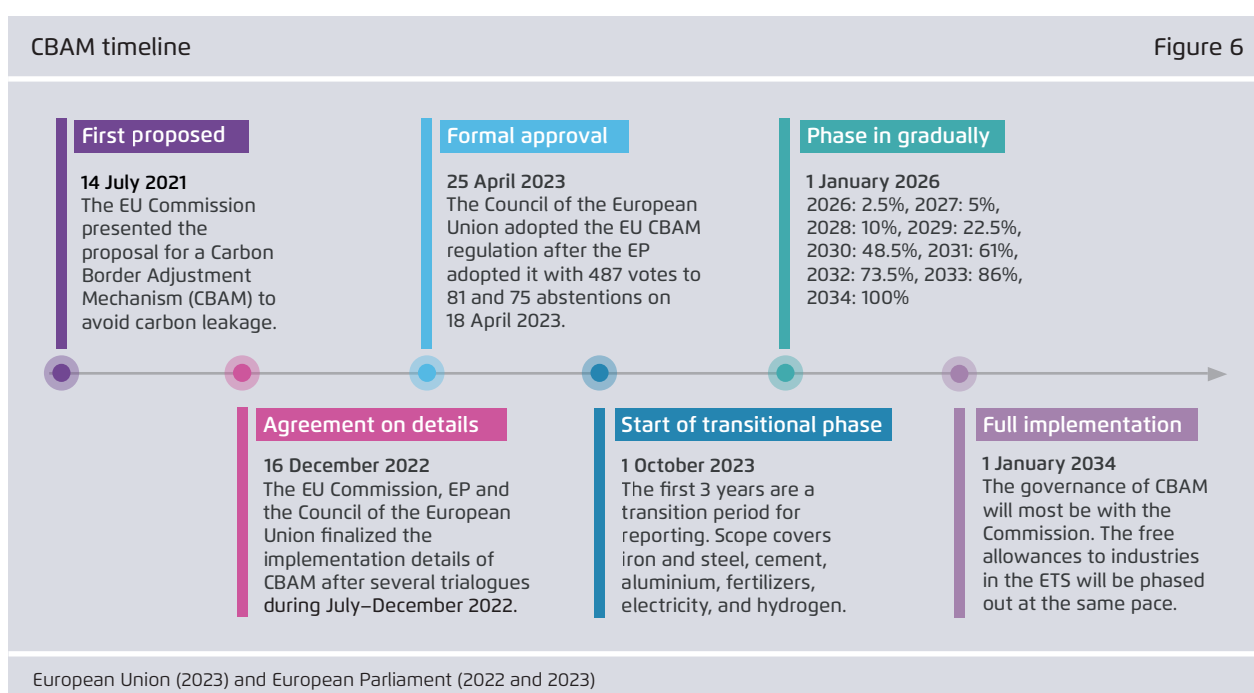 CBAM timeline
Figure 6
First proposed
14 July 2021
The EU Commission
presented the
proposal for a Carbon
Border Adjustment
Mechanism (CBAM) to
avoid carbon leakage.
Agreement on details
16 December 2022
The EU Commission, EP and
the Council of the European
Union finalized the
implementation details of
CBAM after several trialogues
during July–December 2022.
Formal approval
25 April 2023
The Council of the European
Union adopted the EU CBAM
regulation after the EP
adopted it with 487 votes to
81 and 75 abstentions on
18 April 2023.
Start of transitional phase
1 October 2023
The first 3 years are a
transition period for
reporting. Scope covers
iron and steel, cement,
aluminium, fertilizers,
electricity, and hydrogen.
Phase in gradually
1 January 2026
2026: 2.5%, 2027: 5%,
2028: 10%, 2029: 22.5%,
2030: 48.5%, 2031: 61%,
2032: 73.5%, 2033: 86%,
2034: 100%
Full implementation
1 January 2034
The governance of CBAM
will most be with the
Commission. The free
allowances to industries
in the ETS will be phased
out at the same pace.
European Union (2023) and European Parliament (2022 and 2023)